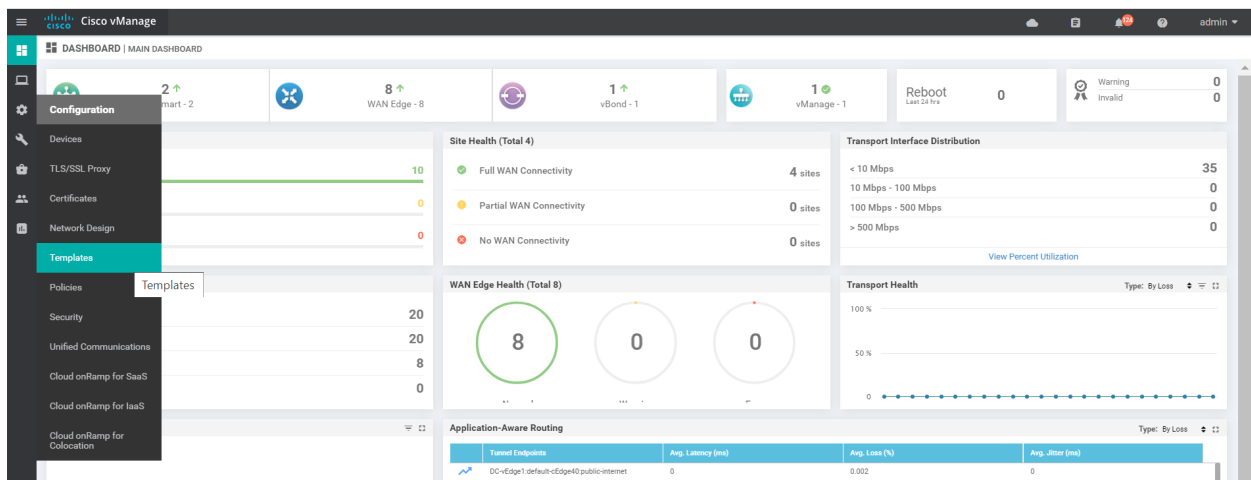 cisco Cisco vManage 124 admin
DASHBOARD | MAIN DASHBOARD
2 8 1 1 Reboot 0 Warning 0
mart - 2 WAN Edge - 8 vBond - 1 vManage - 1 Last 24 hrs Invalid 0
Configuration
Devices
TLS/SSL Proxy
Certificates
Network Design
Templates
Templates
Policies
Security
Unified Communications
Cloud onRamp for SaaS
Cloud onRamp for IaaS
Cloud onRamp for
Colocation
10
0
0
Site Health (Total 4)
Full WAN Connectivity 4 sites
Partial WAN Connectivity 0 sites
No WAN Connectivity 0 sites
Transport Interface Distribution
< 10 Mbps 35
10 Mbps - 100 Mbps 0
100 Mbps - 500 Mbps 0
> 500 Mbps 0
View Percent Utilization
20
20
8
0
WAN Edge Health (Total 8)
8 0 0
Transport Health Type: By Loss
100 %
50 %
0
Application-Aware Routing Type: By Loss
Tunnel Endpoints Avg. Latency (ms) Avg. Loss (%) Avg. Jitter (ms)
DC-vEdge1:default-cEdge40:public-internet 0 0.002 0